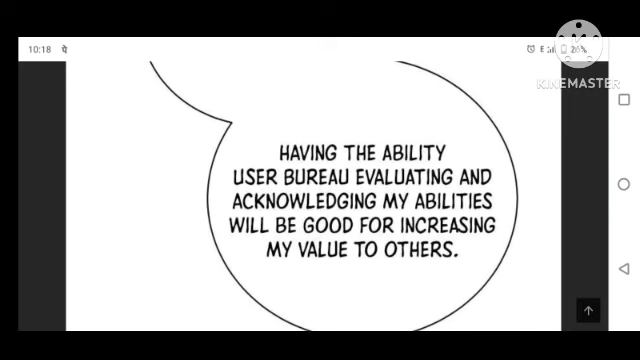 10:18
26%
KINEMASTER
HAVING THE ABILITY
USER BUREAU EVALUATING AND
ACKNOWLEDGING MY ABILITIES
WILL BE GOOD FOR INCREASING
MY VALUE TO OTHERS.